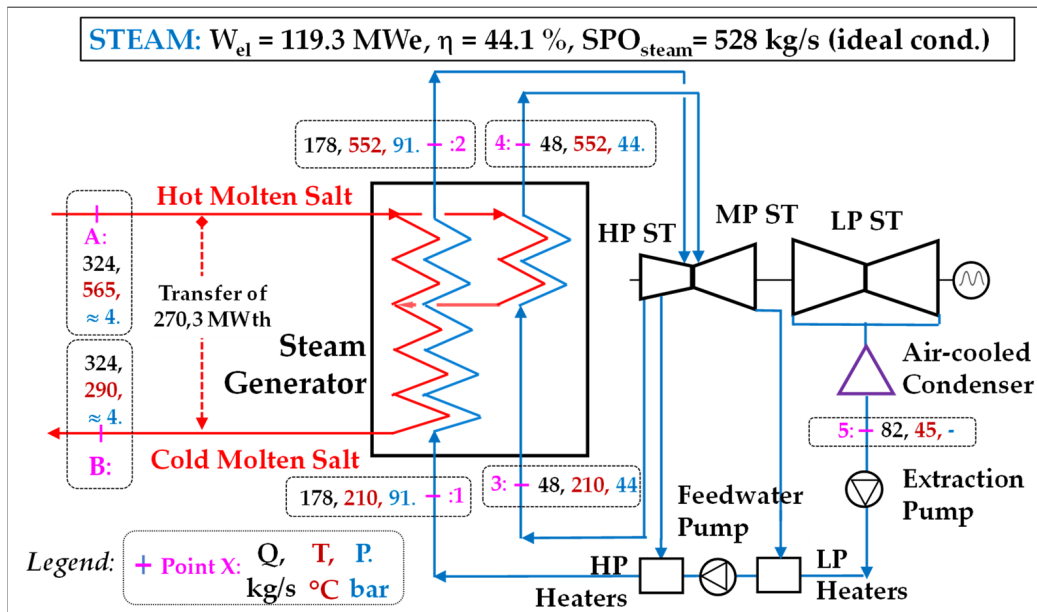 STEAM: Wel = 119.3 MWe, η = 44.1 %, SPOsteam= 528 kg/s (ideal cond.)
178, 552, 91. :2
4: 48, 552, 44.
Hot Molten Salt
A:
324,
565,
≈ 4.
Transfer of
270,3 MWth
324,
290,
≈ 4.
B:
Cold Molten Salt
Steam
Generator
HP ST
MP ST
LP ST
Air-cooled
Condenser
5: 82, 45, -
Extraction
Pump
178, 210, 91. :1
3: 48, 210, 44
Feedwater
Pump
HP
Heaters
LP
Heaters
Legend:
Point X: Q, T, P.
kg/s °C bar